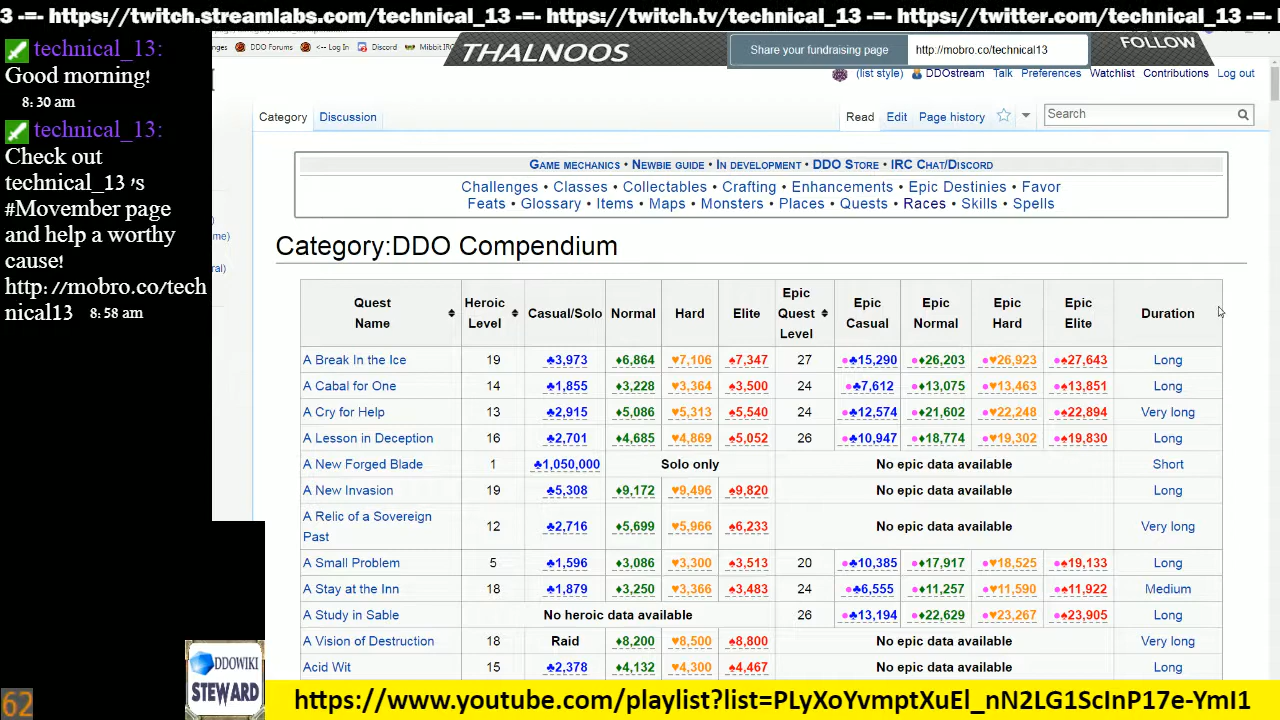 3 -=- https://twitch.streamlabs.com/technical_13 -=- https://twitch.tv/technical_13 -=- https://twitter.com/technical_13 -=- h
technical_13:
Good morning!
8:30 am
technical_13:
Check out
technical_13 's
#Movember page
and help a worthy
cause!
http://mobro.co/tech
nical13 8:58 am
nges DDO Forums <-- Log In Discord Mibbit IRC
THALNOOS
Share your fundraising page http://mobro.co/technical13
FOLLOW
(list style) DDOstream Talk Preferences Watchlist Contributions Log out
Category Discussion Read Edit Page history Search
GAME MECHANICS • NEWBIE GUIDE • IN DEVELOPMENT • DDO STORE • IRC CHAT/DISCORD
Challenges • Classes • Collectables • Crafting • Enhancements • Epic Destinies • Favor
Feats • Glossary • Items • Maps • Monsters • Places • Quests • Races • Skills • Spells
me)
ral)
Category:DDO Compendium
Quest Name Heroic Level Casual/Solo Normal Hard Elite Epic Quest Level Epic Casual Epic Normal Epic Hard Epic Elite Duration
A Break In the Ice 19 ♣3,973 ♦6,864 ♥7,106 ♠7,347 27 ●♣15,290 ●♦26,203 ●♥26,923 ●♠27,643 Long
A Cabal for One 14 ♣1,855 ♦3,228 ♥3,364 ♠3,500 24 ●♣7,612 ●♦13,075 ●♥13,463 ●♠13,851 Long
A Cry for Help 13 ♣2,915 ♦5,086 ♥5,313 ♠5,540 24 ●♣12,574 ●♦21,602 ●♥22,248 ●♠22,894 Very long
A Lesson in Deception 16 ♣2,701 ♦4,685 ♥4,869 ♠5,052 26 ●♣10,947 ●♦18,774 ●♥19,302 ●♠19,830 Long
A New Forged Blade 1 ♣1,050,000 Solo only No epic data available Short
A New Invasion 19 ♣5,308 ♦9,172 ♥9,496 ♠9,820 No epic data available Long
A Relic of a Sovereign Past 12 ♣2,716 ♦5,699 ♥5,966 ♠6,233 No epic data available Very long
A Small Problem 5 ♣1,596 ♦3,086 ♥3,300 ♠3,513 20 ●♣10,385 ●♦17,917 ●♥18,525 ●♠19,133 Long
A Stay at the Inn 18 ♣1,879 ♦3,250 ♥3,366 ♠3,483 24 ●♣6,555 ●♦11,257 ●♥11,590 ●♠11,922 Medium
A Study in Sable No heroic data available 26 ●♣13,194 ●♦22,629 ●♥23,267 ●♠23,905 Long
A Vision of Destruction 18 Raid ♦8,200 ♥8,500 ♠8,800 No epic data available Very long
Acid Wit 15 ♣2,378 ♦4,132 ♥4,300 ♠4,467 No epic data available Long
DDOWIKI
STEWARD
62
https://www.youtube.com/playlist?list=PLyXoYvmptXuEl_nN2LG1ScInP17e-YmI1